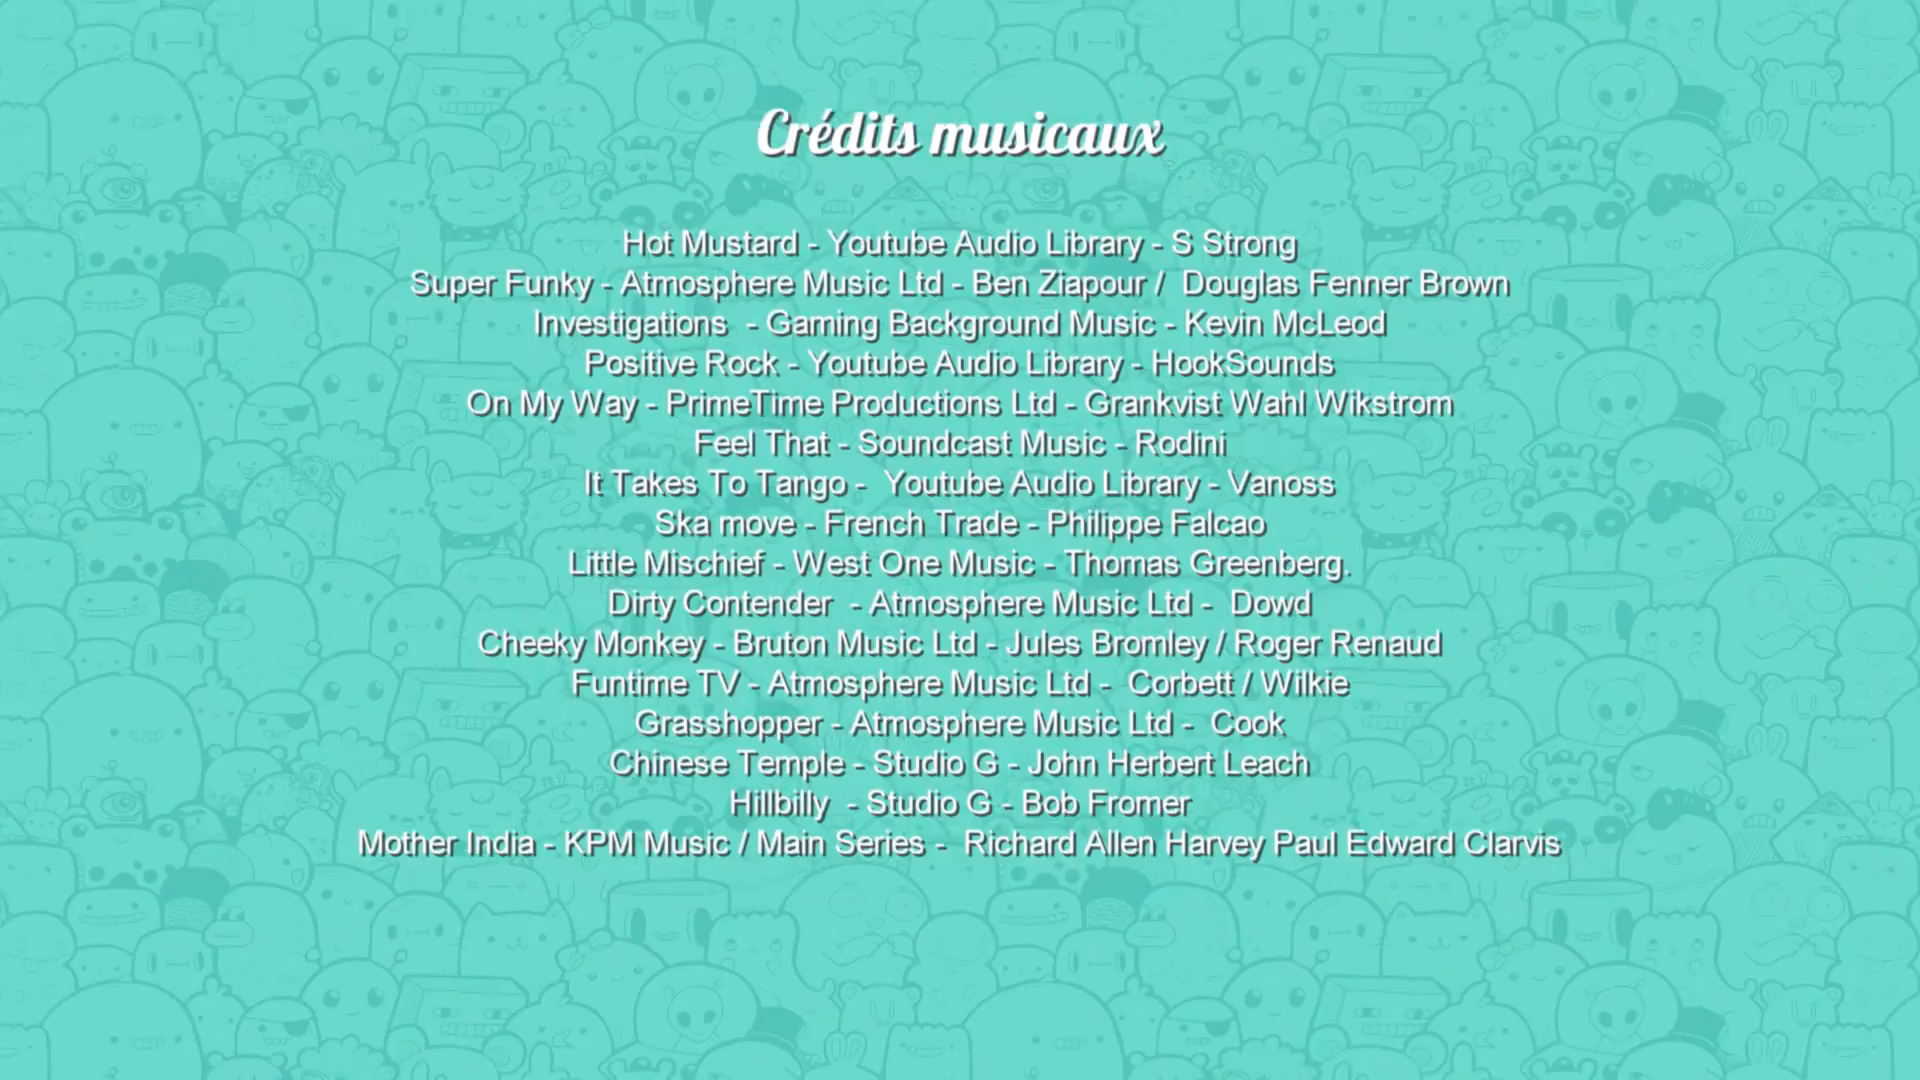 Crédits musicaux
Hot Mustard - Youtube Audio Library - S Strong
Super Funky - Atmosphere Music Ltd - Ben Ziapour /  Douglas Fenner Brown
Investigations  - Gaming Background Music - Kevin McLeod
Positive Rock - Youtube Audio Library - HookSounds
On My Way - PrimeTime Productions Ltd - Grankvist Wahl Wikstrom
Feel That - Soundcast Music - Rodini
It Takes To Tango -  Youtube Audio Library - Vanoss
Ska move - French Trade - Philippe Falcao
Little Mischief - West One Music - Thomas Greenberg.
Dirty Contender  - Atmosphere Music Ltd -  Dowd
Cheeky Monkey - Bruton Music Ltd - Jules Bromley / Roger Renaud
Funtime TV - Atmosphere Music Ltd -  Corbett / Wilkie
Grasshopper - Atmosphere Music Ltd -  Cook
Chinese Temple - Studio G - John Herbert Leach
Hillbilly  - Studio G - Bob Fromer
Mother India - KPM Music / Main Series -  Richard Allen Harvey Paul Edward Clarvis